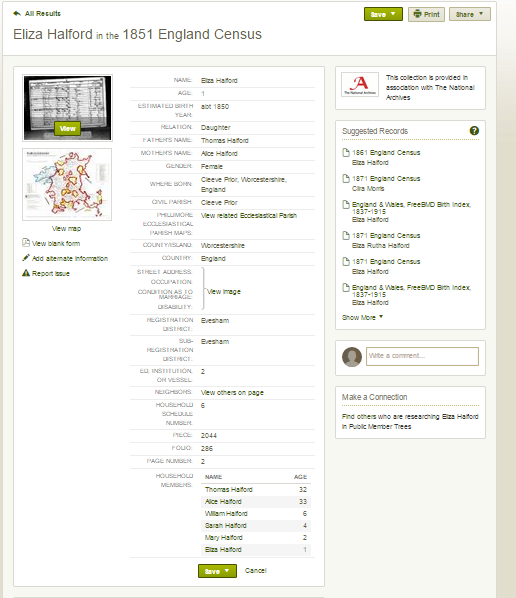 All Results
Save
Print
Share
Eliza Halford in the 1851 England Census
View
View map
View blank form
Add alternate information
Report issue
NAME: Eliza Halford
AGE: 1
ESTIMATED BIRTH YEAR: abt 1850
RELATION: Daughter
FATHER'S NAME: Thomas Halford
MOTHER'S NAME: Alice Halford
GENDER: Female
WHERE BORN: Cleeve Prior, Worcestershire,
England
CIVIL PARISH: Cleeve Prior
PHILLIMORE ECCLESIASTICAL PARISH MAPS: View related Ecclesiastical Parish
COUNTY/ISLAND: Worcestershire
COUNTRY: England
STREET ADDRESS:
OCCUPATION:
CONDITION AS TO MARRIAGE:
DISABILITY:
View image
REGISTRATION DISTRICT: Evesham
SUB-REGISTRATION DISTRICT: Evesham
ED, INSTITUTION, OR VESSEL: 2
NEIGHBORS: View others on page
HOUSEHOLD SCHEDULE NUMBER: 6
PIECE: 2044
FOLIO: 286
PAGE NUMBER: 2
HOUSEHOLD MEMBERS:
NAME AGE
Thomas Halford 32
Alice Halford 33
William Halford 6
Sarah Halford 4
Mary Halford 2
Eliza Halford 1
Save
Cancel
The National Archives
This collection is provided in
association with The National
Archives
Suggested Records
?
1861 England Census
Eliza Halford
1871 England Census
Cilra Morris
England & Wales, FreeBMD Birth Index,
1837-1915
Eliza Halford
1871 England Census
Eliza Rutha Halford
1871 England Census
Eliza Halford
England & Wales, FreeBMD Birth Index,
1837-1915
Eliza Halford
Show More
Write a comment...
Make a Connection
Find others who are researching Eliza Halford
in Public Member Trees